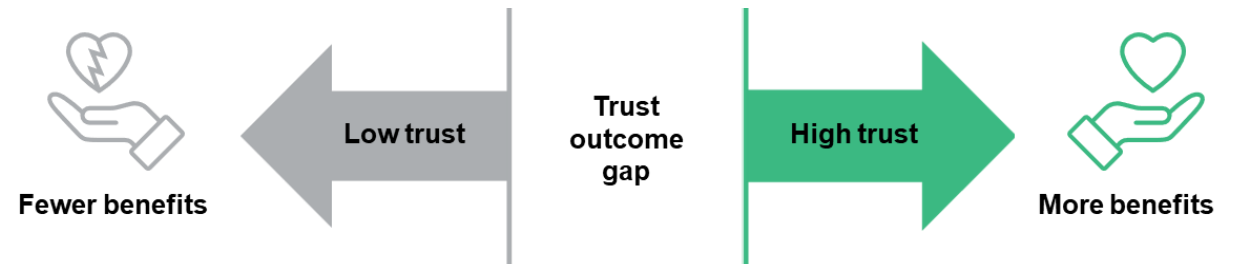 Fewer benefits
Low trust
Trust
outcome
gap
High trust
More benefits